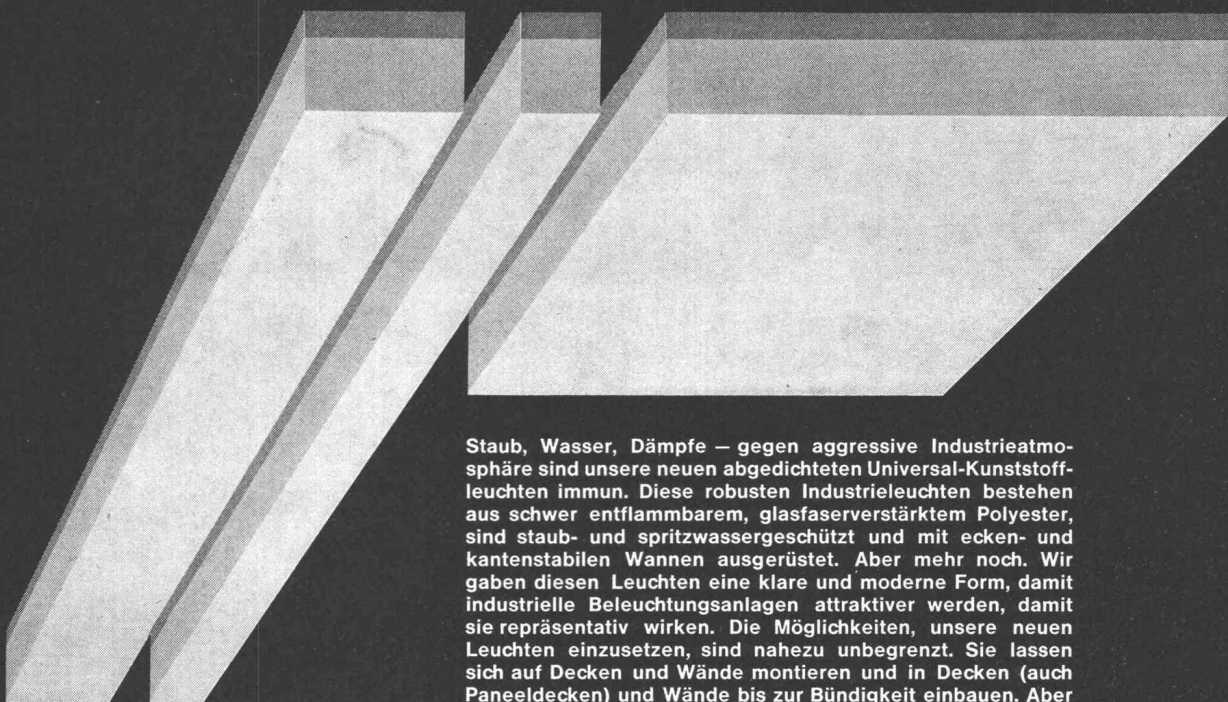 Staub, Wasser, Dämpfe — gegen aggressive Industrieatmo-
sphäre sind unsere neuen abgedichteten Universal-Kunststoff-
leuchten immun. Diese robusten Industrieleuchten bestehen
aus schwer entflammbarem, glasfaserverstärktem Polyester,
sind staub- und spritzwassergeschützt und mit ecken- und
kantenstabilen Wannen ausgerüstet. Aber mehr noch. Wir
gaben diesen Leuchten eine klare und moderne Form, damit
industrielle Beleuchtungsanlagen attraktiver werden, damit
sie repräsentativ wirken. Die Möglichkeiten, unsere neuen
Leuchten einzusetzen, sind nahezu unbegrenzt. Sie lassen
sich auf Decken und Wände montieren und in Decken (auch
Paneeldecken) und Wände bis zur Bündigkeit einbauen. Aber